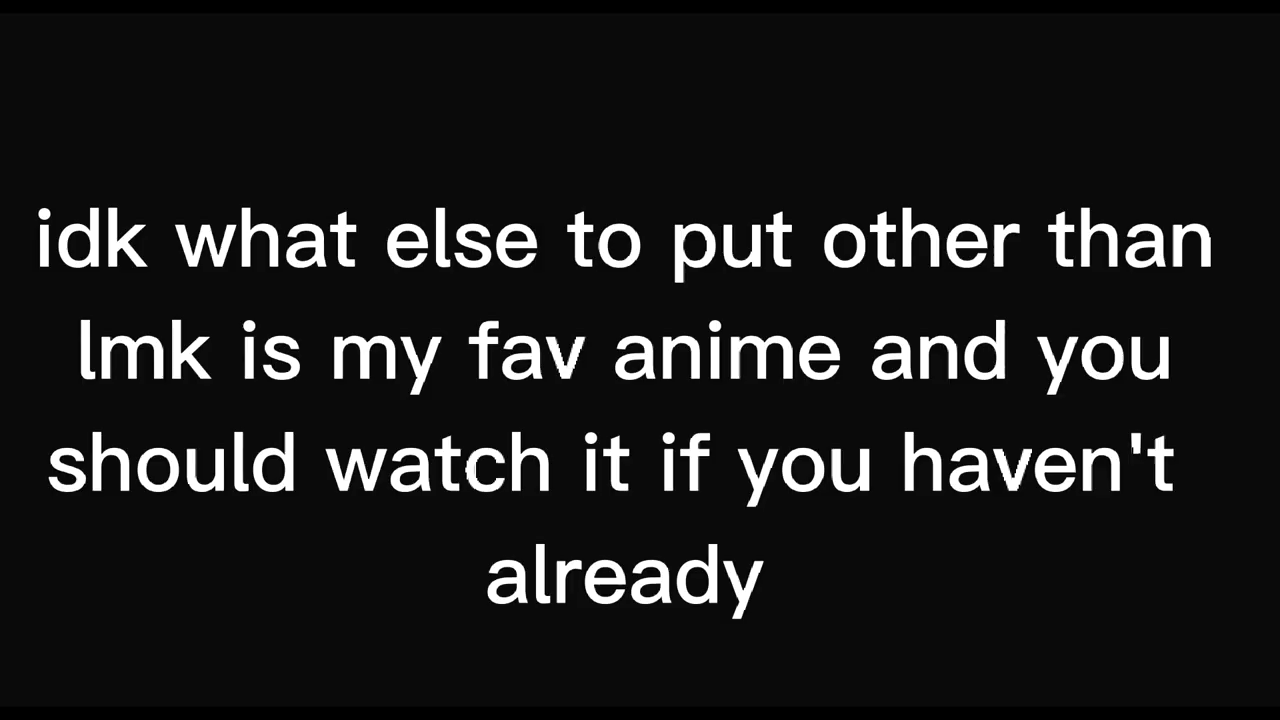 idk what else to put other than
lmk is my fav anime and you
should watch it if you haven't
already